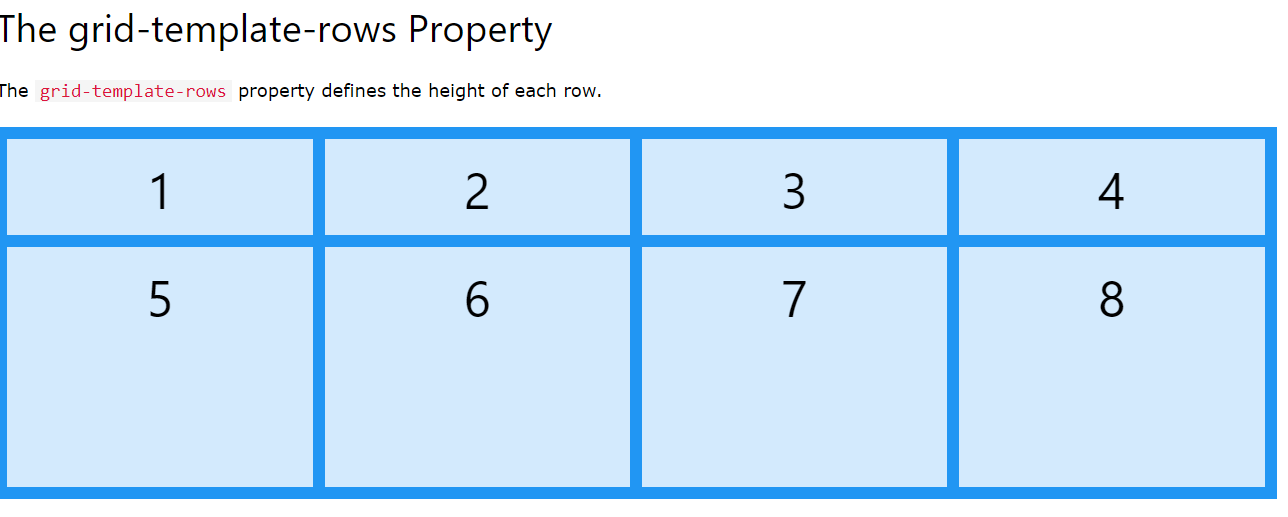 The grid-template-rows Property
The grid-template-rows property defines the height of each row.
1 2 3 4
5 6 7 8